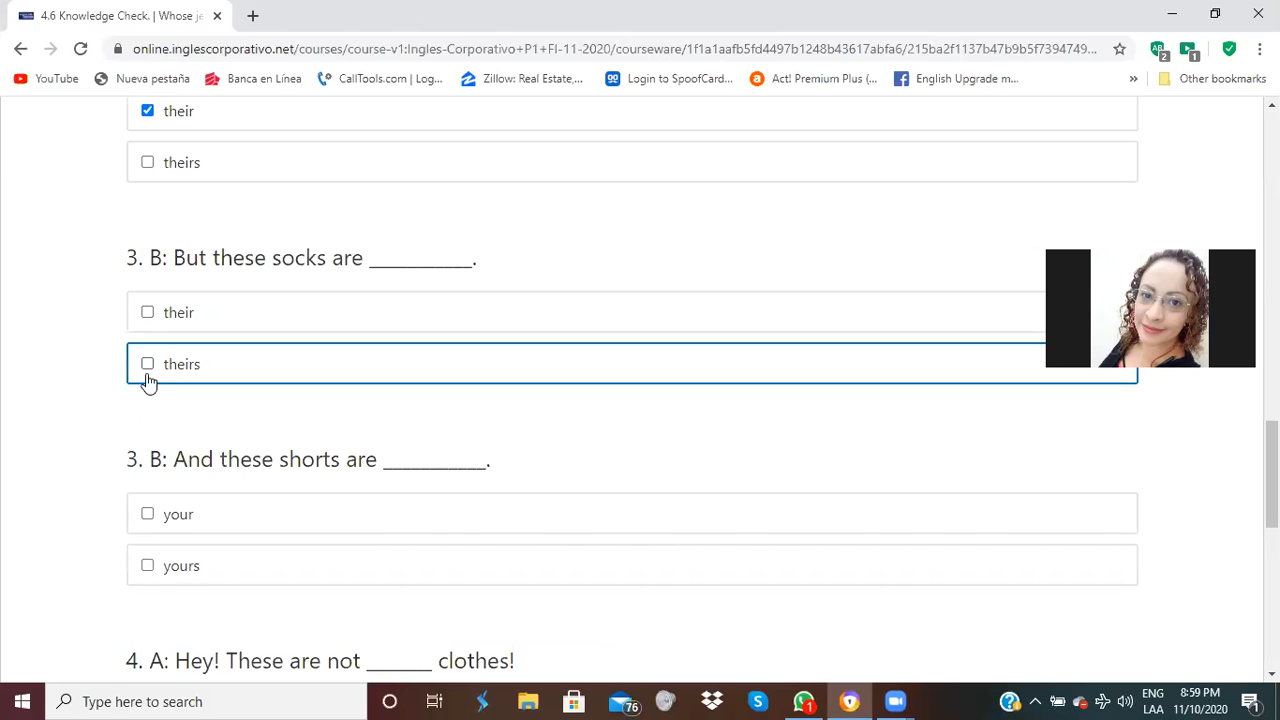 4.6 Knowledge Check. | Whose je
online.inglescorporativo.net/courses/course-v1:Ingles-Corporativo+P1+FI-11-2020/courseware/1f1a1aafb5fd4497b1248b43617abfa6/215ba2f1137b47b9b5f7394749...
YouTube Nueva pestaña Banca en Línea CallTools.com | Log... Zillow: Real Estate,... Login to SpoofCard... Act! Premium Plus (... English Upgrade m... » Other bookmarks
their
theirs
3. B: But these socks are __________.
their
theirs
3. B: And these shorts are __________.
your
yours
4. A: Hey! These are not ______ clothes!
Type here to search
76
1
ENG
LAA
8:59 PM
11/10/2020
1